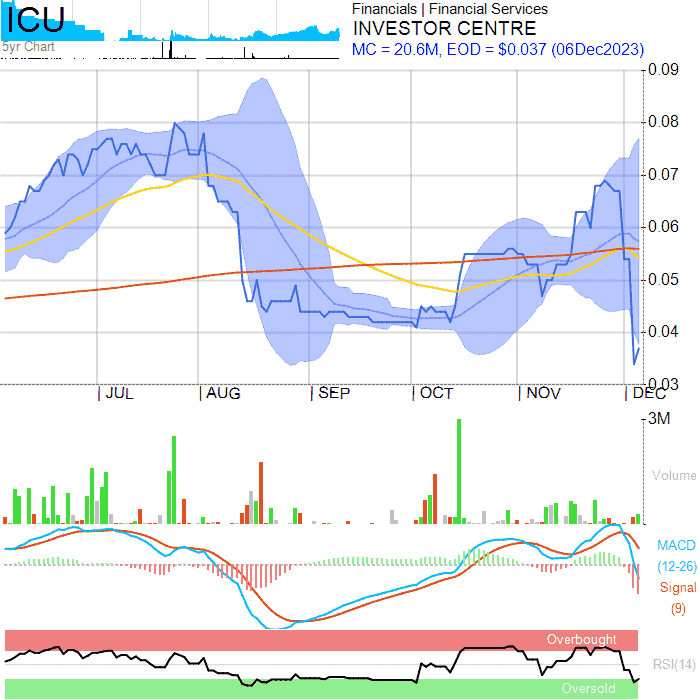 ICU
5yr Chart
Financials | Financial Services
INVESTOR CENTRE
MC = 20.6M, EOD = $0.037 (06Dec2023)
0.09
0.08
0.07
0.06
0.05
0.04
0.03
JUL AUG SEP OCT NOV DEC
3M
Volume
MACD
(12-26)
Signal
(9)
Overbought
RSI(14)
Oversold